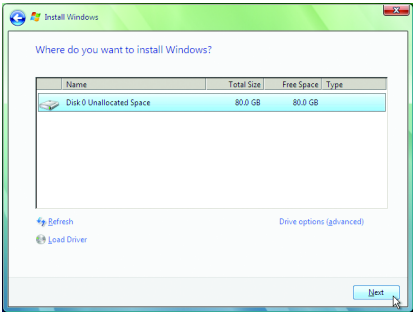 Install Windows
Where do you want to install Windows?
Name Total Size Free Space Type
Disk 0 Unallocated Space 80.0 GB 80.0 GB
Refresh Drive options (advanced)
Load Driver
Next